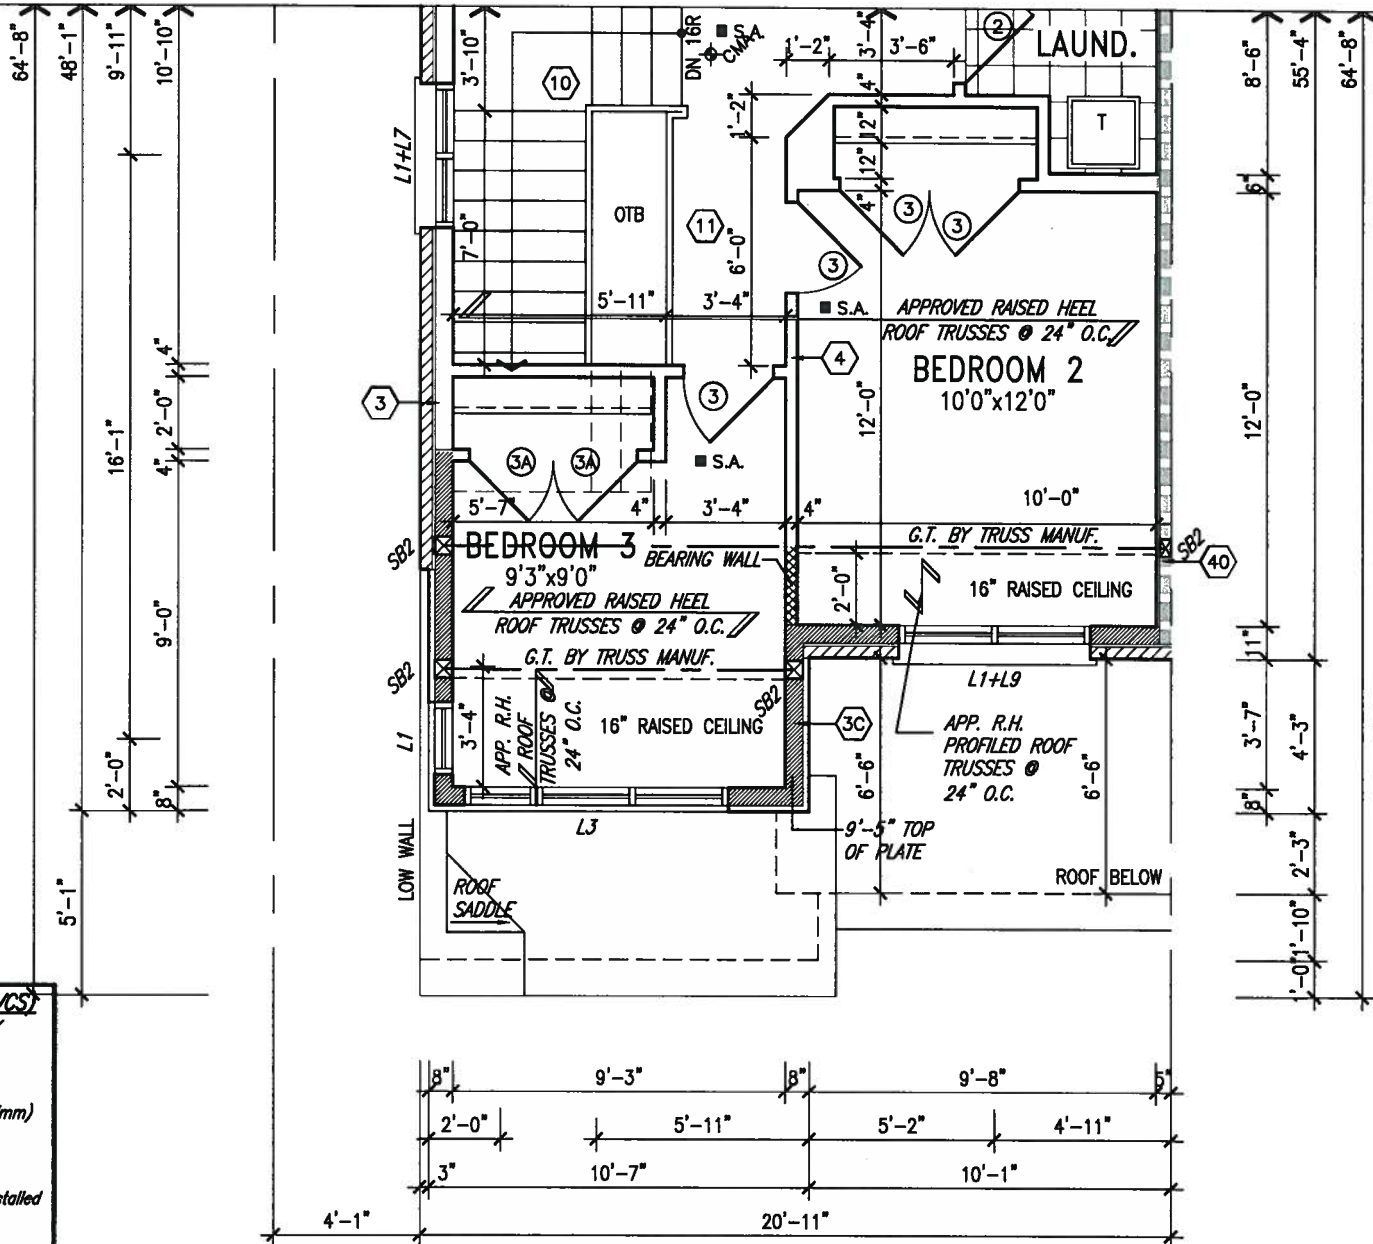 64'-8"
48'-1"
9'-11"
10'-10"
3'-10"
DN 16R
S.A.
CMA
1'-2"
3'-6"
3'-4"
2
LAUND.
8'-6"
55'-4"
64'-8"
10
4"
1'-2"
12"
T
L1+L7
12"
6"
OTB
4"
11
3
3
7'-0"
6'-0"
3
5'-11"
3'-4"
S.A.
APPROVED RAISED HEEL
ROOF TRUSSES @ 24" O.C.
4"
4
BEDROOM 2
10'0"x12'0"
3
2'-0"
3
12'-0"
12'-0"
16'-1"
4"
3A
3A
S.A.
5'-7"
4"
3'-4"
4"
10'-0"
SB2
BEDROOM 3
9'3"x9'0"
BEARING WALL
G.T. BY TRUSS MANUF.
SB2
40
2'-0"
16" RAISED CEILING
9'-0"
APPROVED RAISED HEEL
ROOF TRUSSES @ 24" O.C.
G.T. BY TRUSS MANUF.
11"
SB2
SB2
L1+L9
L1
3'-4"
APP. R.H.
ROOF
TRUSSES @
24" O.C.
16" RAISED CEILING
3C
APP. R.H.
PROFILED ROOF
TRUSSES @
24" O.C.
3'-7"
4'-3"
2'-0"
8"
6'-6"
6'-6"
8"
L3
9'-5" TOP
OF PLATE
LOW WALL
ROOF
SADDLE
ROOF BELOW
2'-3"
5'-1"
1'-10"
1'-0"
/CS)
8"
9'-3"
8"
9'-8"
5"
mm)
2'-0"
5'-11"
5'-2"
4'-11"
3"
10'-7"
10'-1"
stalled
4'-1"
20'-11"